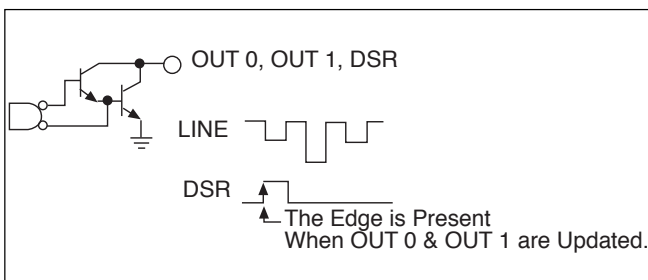 OUT 0, OUT 1, DSR
LINE
DSR
The Edge is Present
When OUT 0 & OUT 1 are Updated.